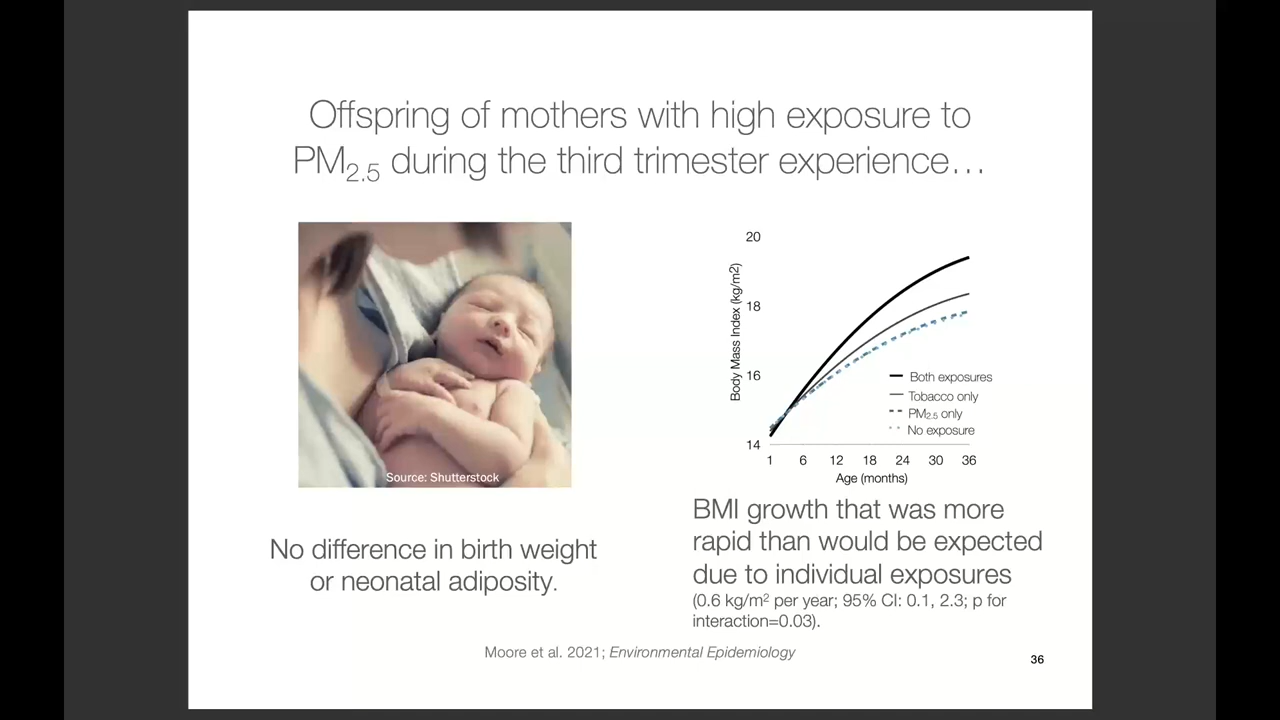 Offspring of mothers with high exposure to
PM₂.₅ during the third trimester experience…
Source: Shutterstock
No difference in birth weight
or neonatal adiposity.
Body Mass Index (kg/m2)
20
18
16
14
Both exposures
Tobacco only
PM₂.₅ only
No exposure
1 6 12 18 24 30 36
Age (months)
BMI growth that was more
rapid than would be expected
due to individual exposures
(0.6 kg/m² per year; 95% CI: 0.1, 2.3; p for
interaction=0.03).
Moore et al. 2021; Environmental Epidemiology
36